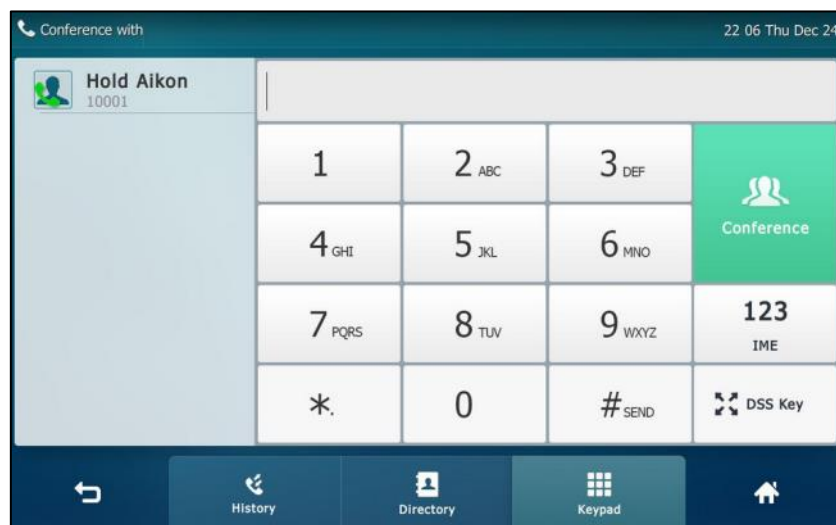 Conference with
22 06 Thu Dec 24
Hold Aikon
10001
1
2 ABC
3 DEF
Conference
4 GHI
5 JKL
6 MNO
7 PQRS
8 TUV
9 WXYZ
123
IME
*.
0
# SEND
DSS Key
History
Directory
Keypad